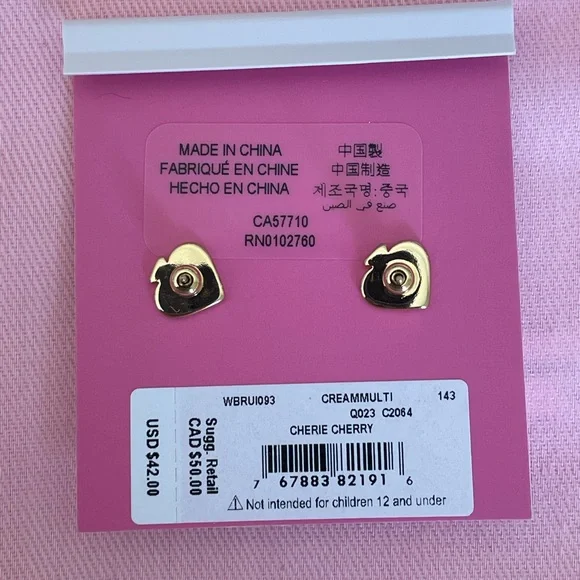 MADE IN CHINA
FABRIQUÉ EN CHINE
HECHO EN CHINA
中国製
中国制造
제조국명:중국
صنع في الصين
CA57710
RN0102760
WBRUI093 CREAMMULTI 143
Q023 C2064
CHERIE CHERRY
7 67883 82191 6
⚠ Not intended for children 12 and under
Sugg. Retail
CAD $50.00
USD $42.00